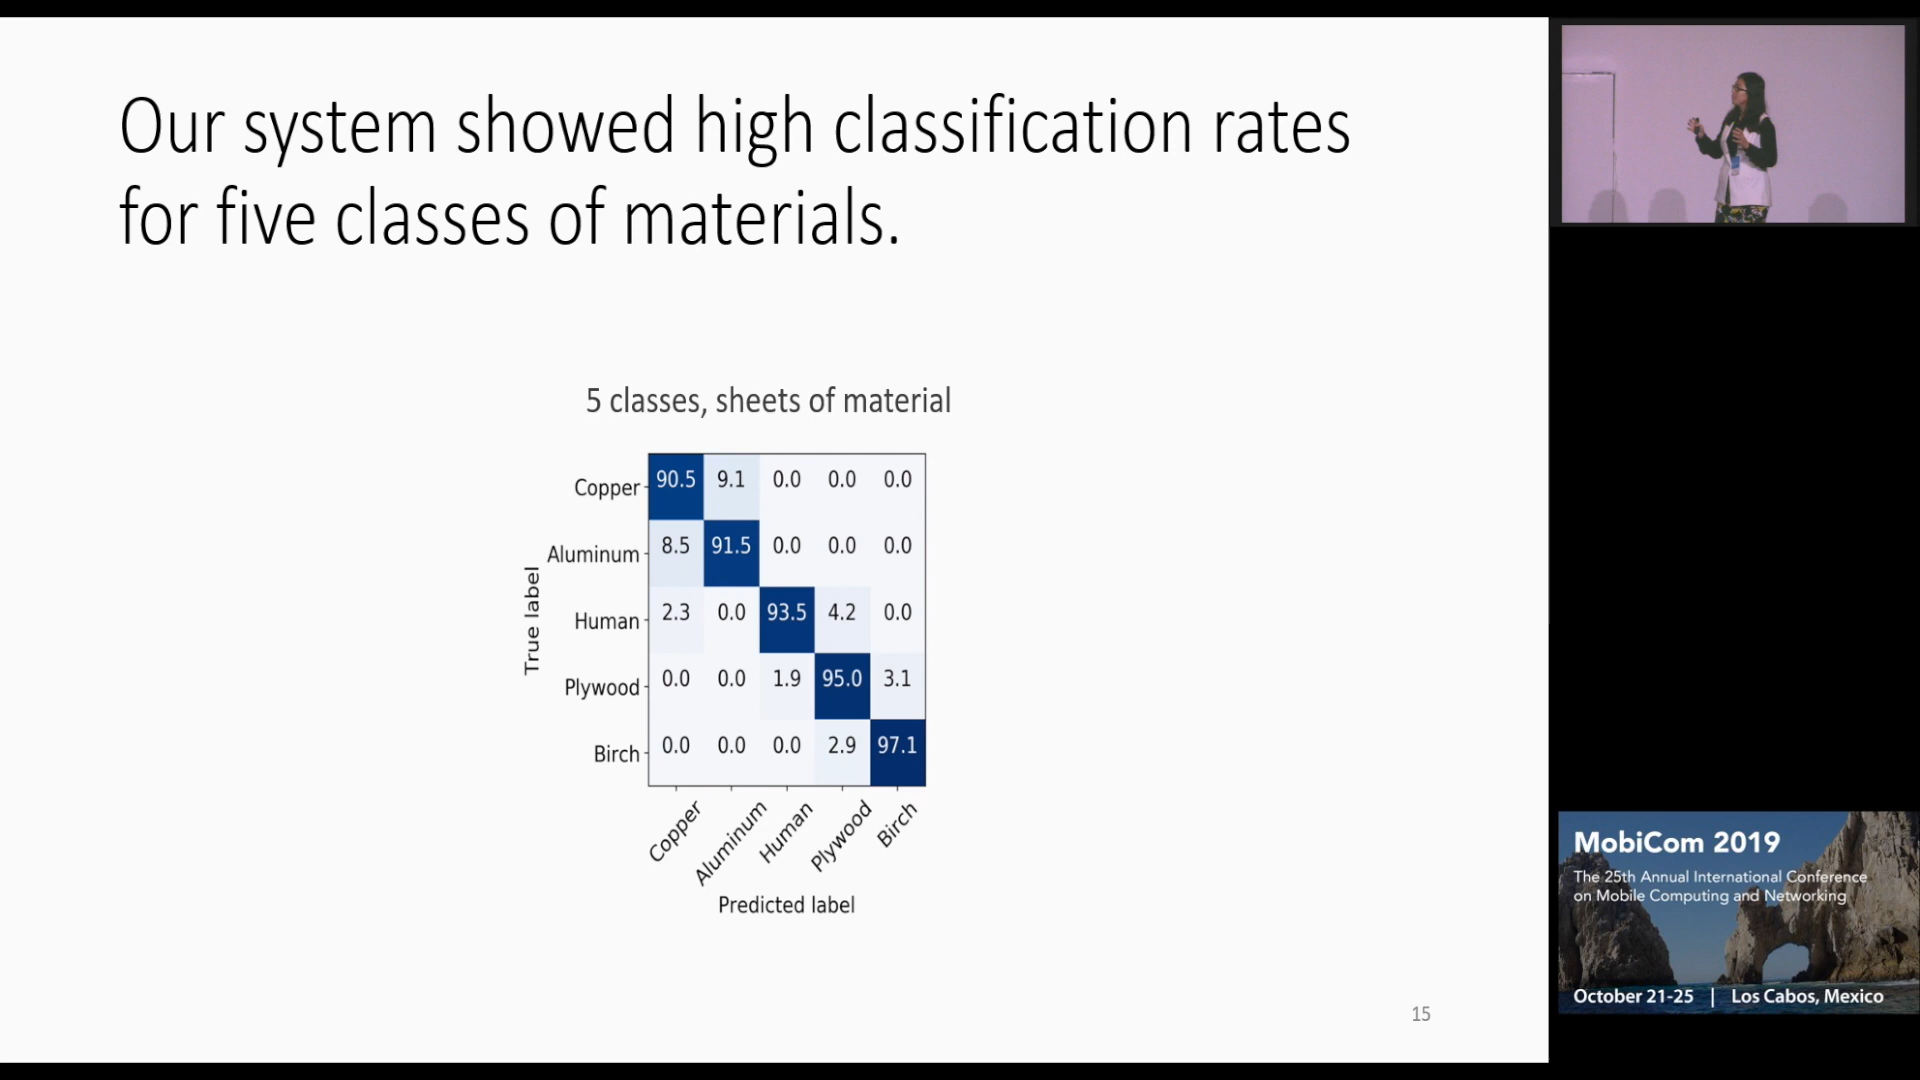 Our system showed high classification rates
for five classes of materials.
5 classes, sheets of material
True label
Copper 90.5 9.1 0.0 0.0 0.0
Aluminum 8.5 91.5 0.0 0.0 0.0
Human 2.3 0.0 93.5 4.2 0.0
Plywood 0.0 0.0 1.9 95.0 3.1
Birch 0.0 0.0 0.0 2.9 97.1
Copper Aluminum Human Plywood Birch
Predicted label
15
MobiCom 2019
The 25th Annual International Conference
on Mobile Computing and Networking
October 21-25 | Los Cabos, Mexico